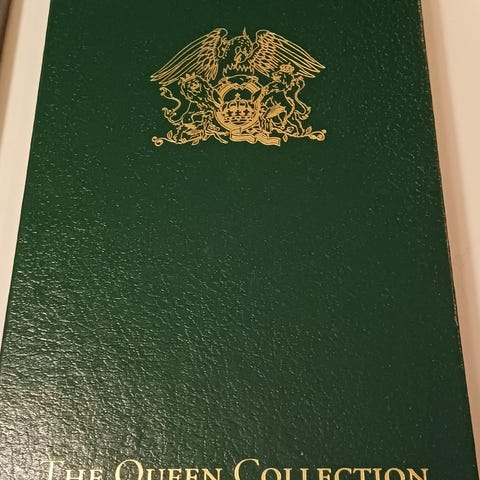 THE QUEEN COLLECTION